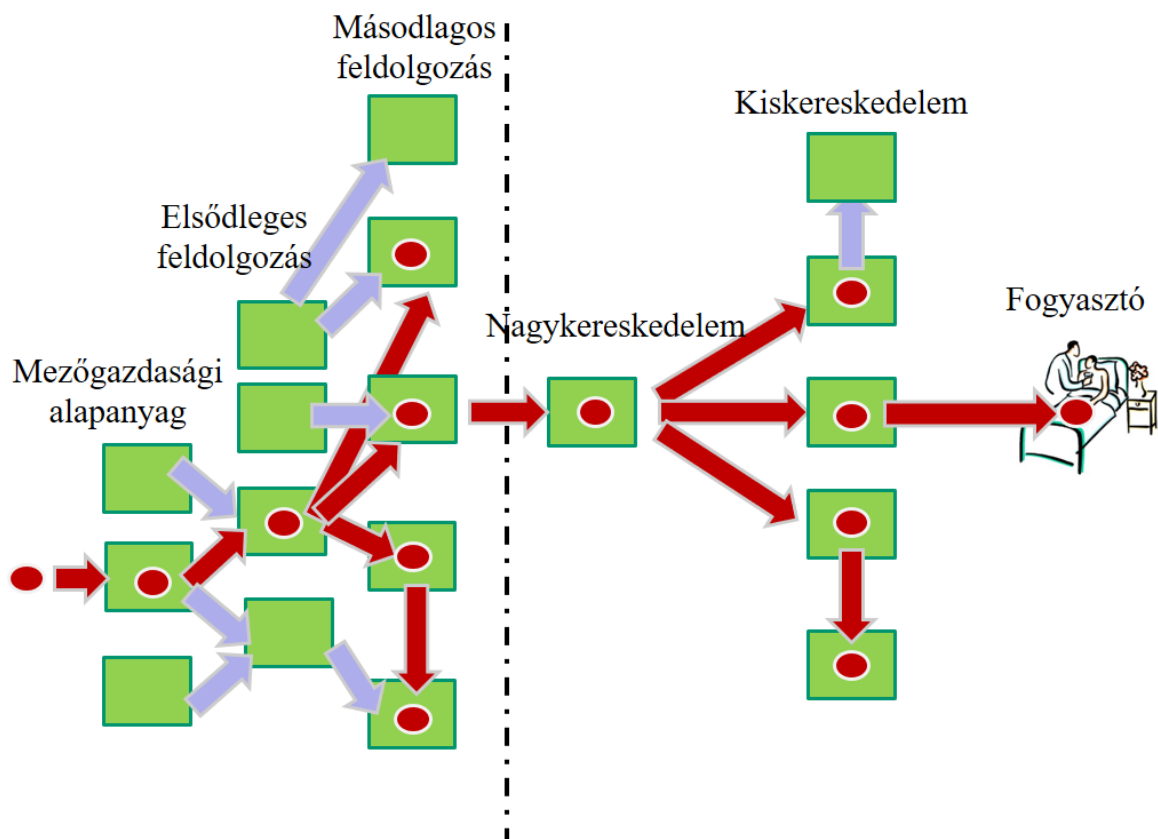 Másodlagos
feldolgozás
Kiskereskedelem
Elsődleges
feldolgozás
Nagykereskedelem
Fogyasztó
Mezőgazdasági
alapanyag